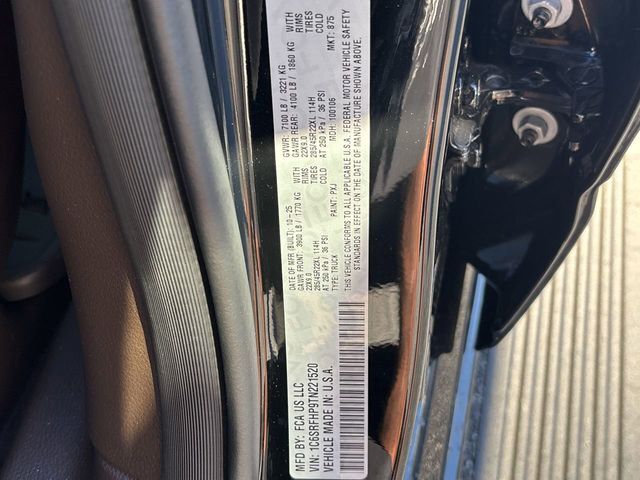 MFD BY: FCA US LLC
DATE OF MFR (BUILT): 10-25
GVWR: 7100 LB / 3221 KG
GAWR FRONT: 3900 LB / 1770 KG WITH
GAWR REAR: 4100 LB / 1860 KG WITH
22X9.0 RIMS
22X9.0 RIMS
285/45R22XL 114H TIRES
285/45R22XL 114H TIRES
AT 250 kPa / 36 PSI COLD
AT 250 kPa / 36 PSI COLD
VIN: 1C6SRFHP9TN221520
TYPE: TRUCK
PAINT: PXJ
MDH: 100106
MKT: 875
VEHICLE MADE IN: U.S.A.
THIS VEHICLE CONFORMS TO ALL APPLICABLE U.S.A. FEDERAL MOTOR VEHICLE SAFETY
STANDARDS IN EFFECT ON THE DATE OF MANUFACTURE SHOWN ABOVE.